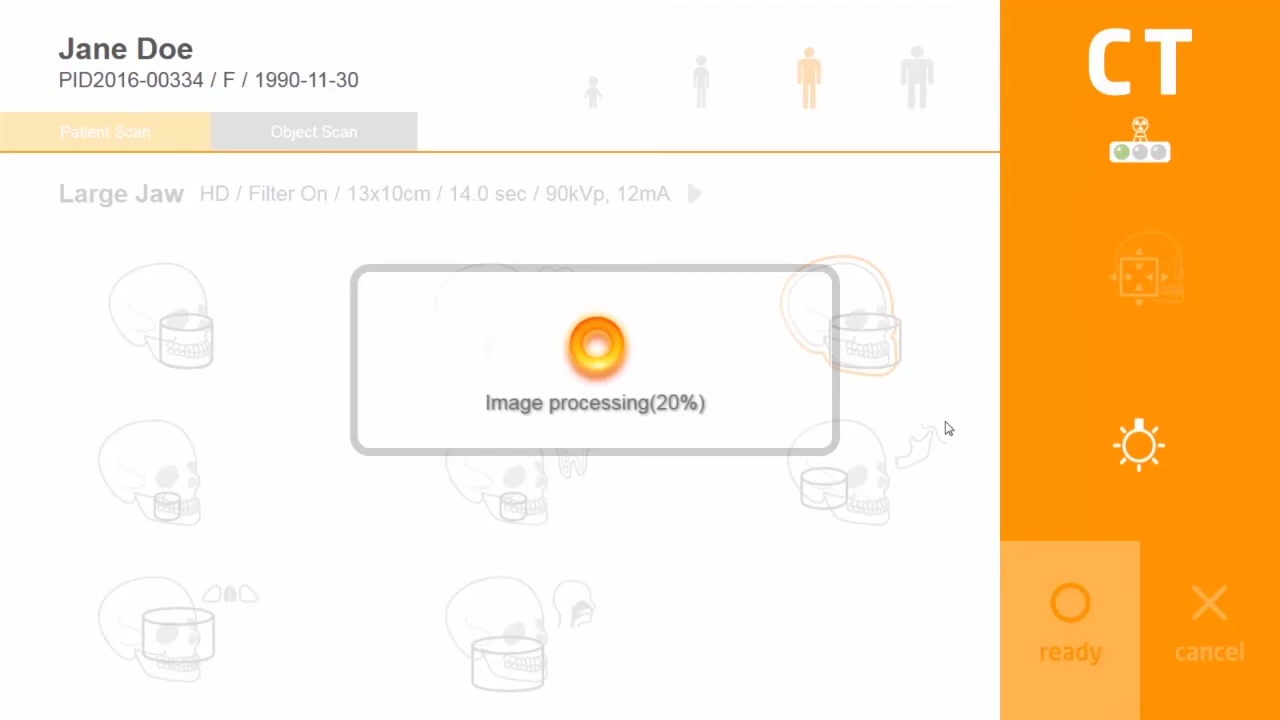 Jane Doe
PID2016-00334 / F / 1990-11-30
CT
Patient Scan
Object Scan
Large Jaw HD / Filter On / 13x10cm / 14.0 sec / 90kVp, 12mA
Image processing(20%)
ready
cancel